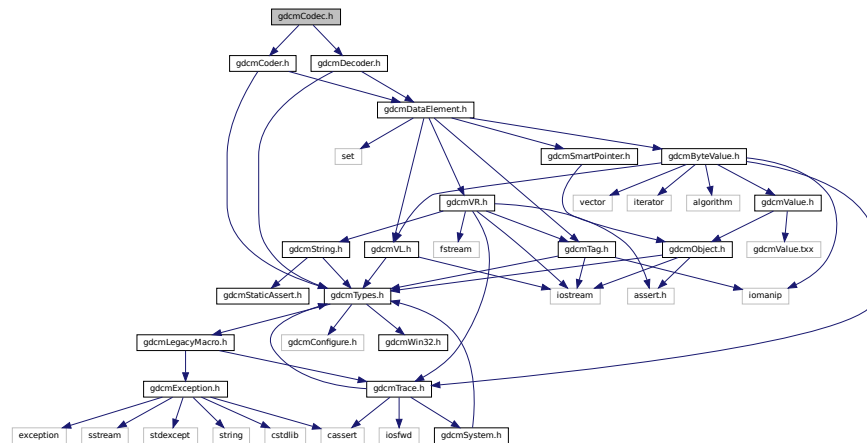 gdcmCodec.h
gdcmCoder.h
gdcmDecoder.h
gdcmDataElement.h
set
gdcmSmartPointer.h
gdcmByteValue.h
gdcmVR.h
vector
iterator
algorithm
gdcmValue.h
gdcmString.h
gdcmVL.h
fstream
gdcmTag.h
gdcmObject.h
gdcmValue.txx
gdcmStaticAssert.h
gdcmTypes.h
iostream
assert.h
iomanip
gdcmLegacyMacro.h
gdcmConfigure.h
gdcmWin32.h
gdcmException.h
gdcmTrace.h
exception
sstream
stdexcept
string
cstdlib
cassert
iosfwd
gdcmSystem.h